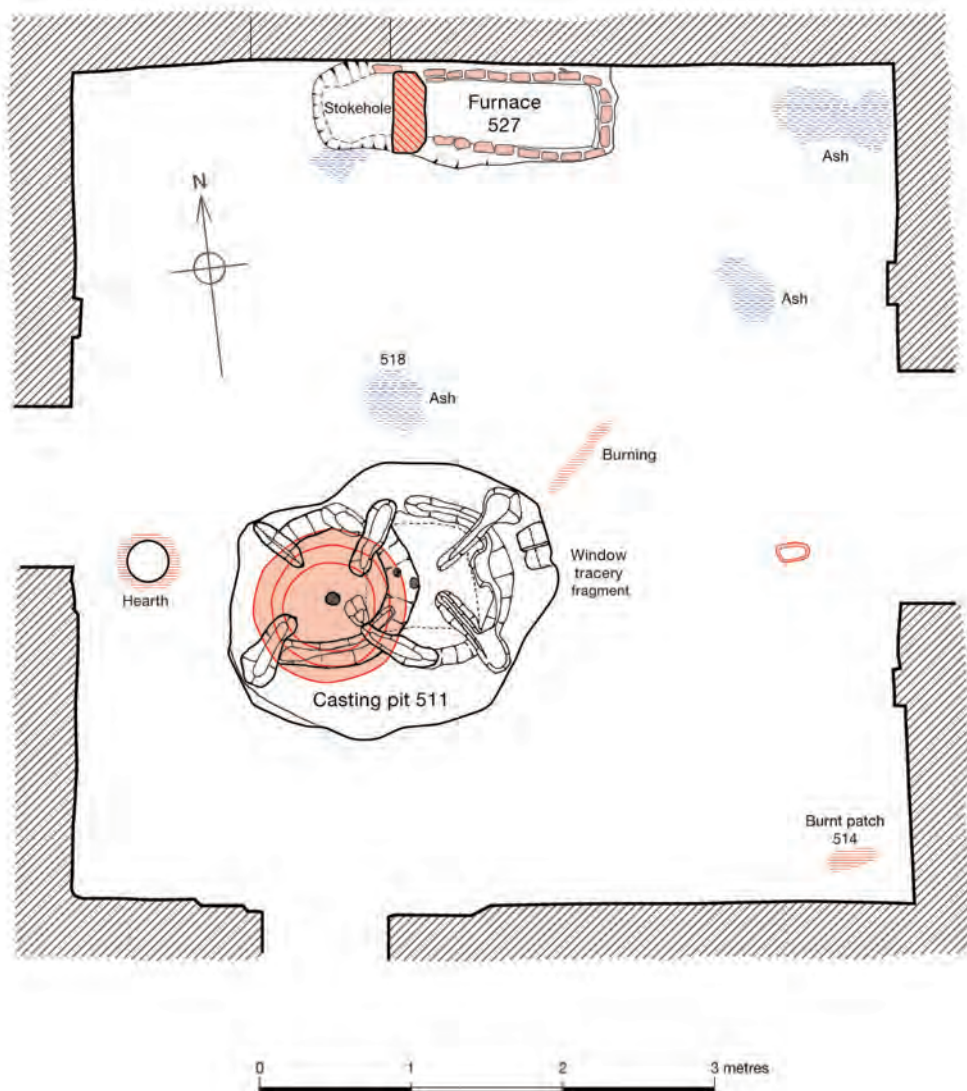 Stokehole
Furnace
527
Ash
N
Ash
518
Ash
Burning
Window
tracery
fragment
Hearth
Casting pit 511
Burnt patch
514
0 1 2 3 metres